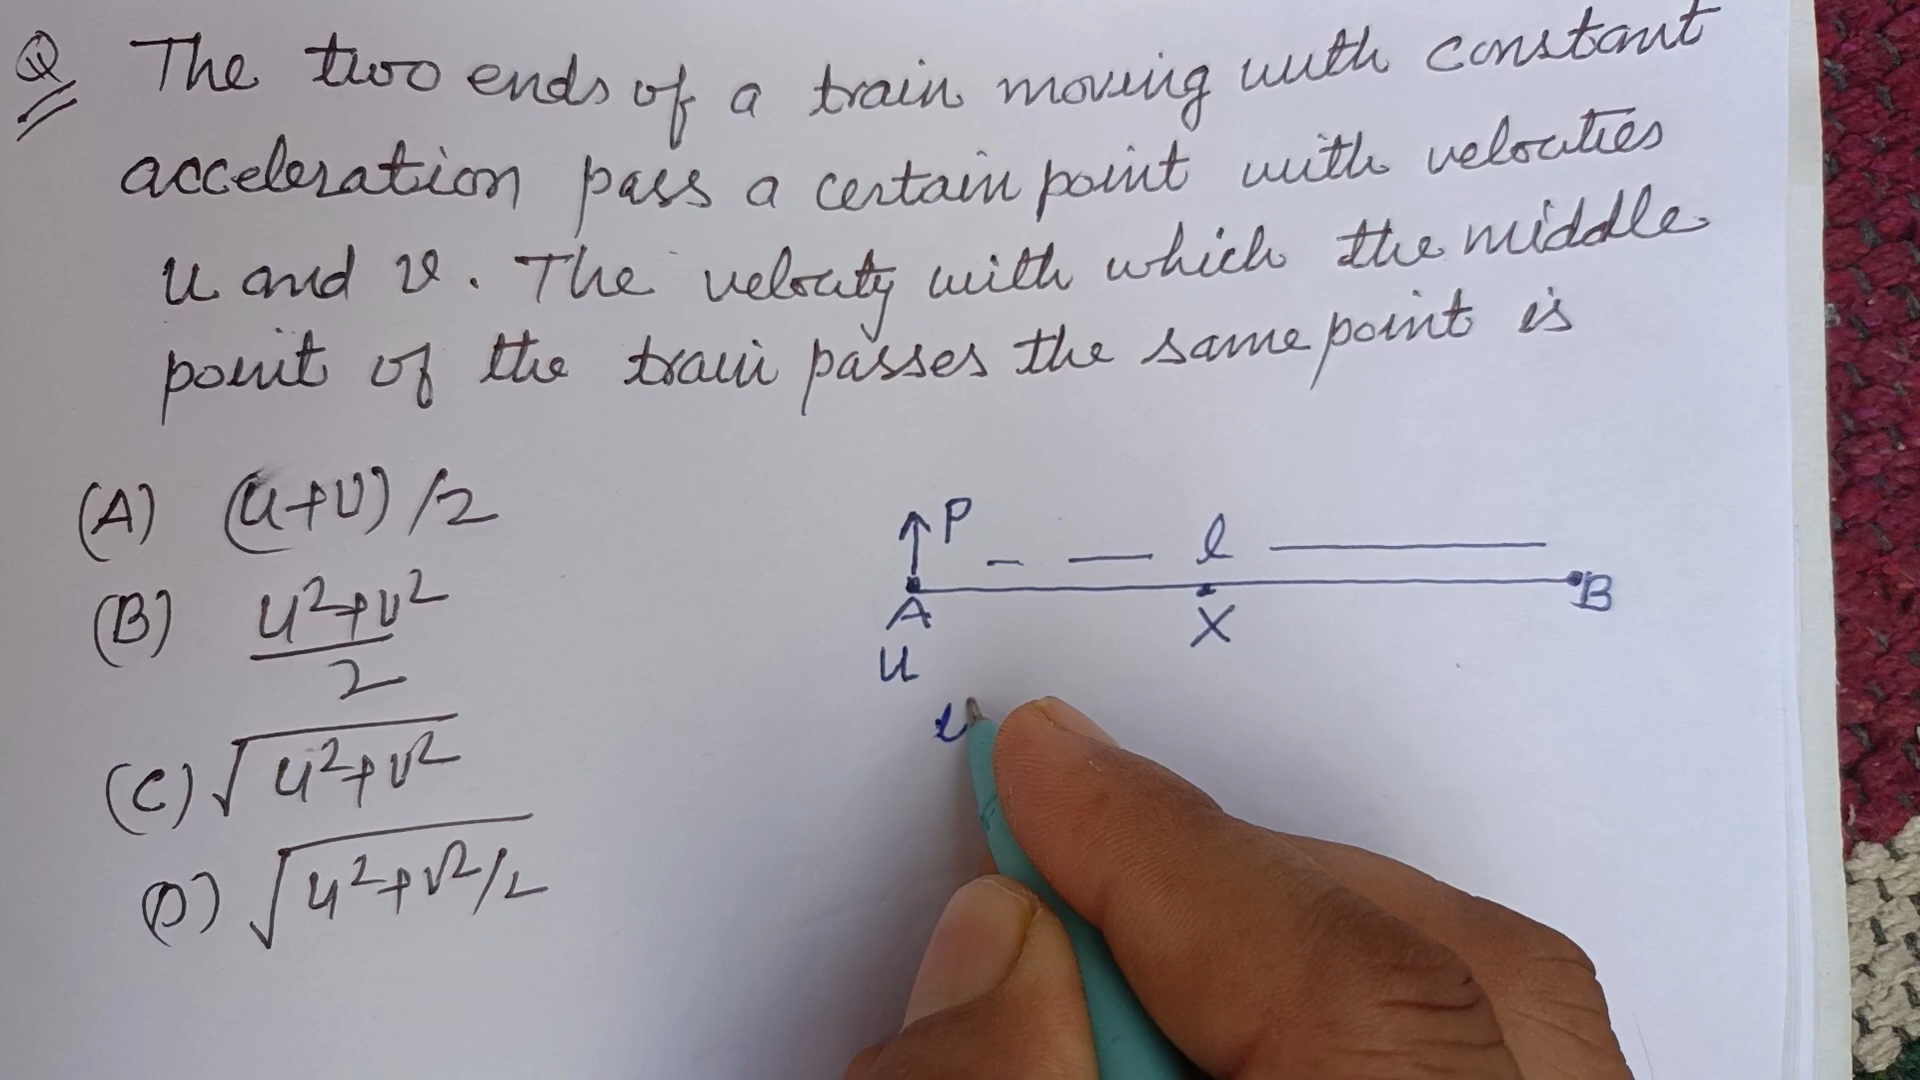 Q The two ends of a train moving with constant
acceleration pass a certain point with velocities
u and v. The velocity with which the middle
point of the train passes the same point is
(A) (u+v)/2
(B) u²+v²
2
(C) √u²+v²
(D) √u²+v²/2
P
l
A X B
u